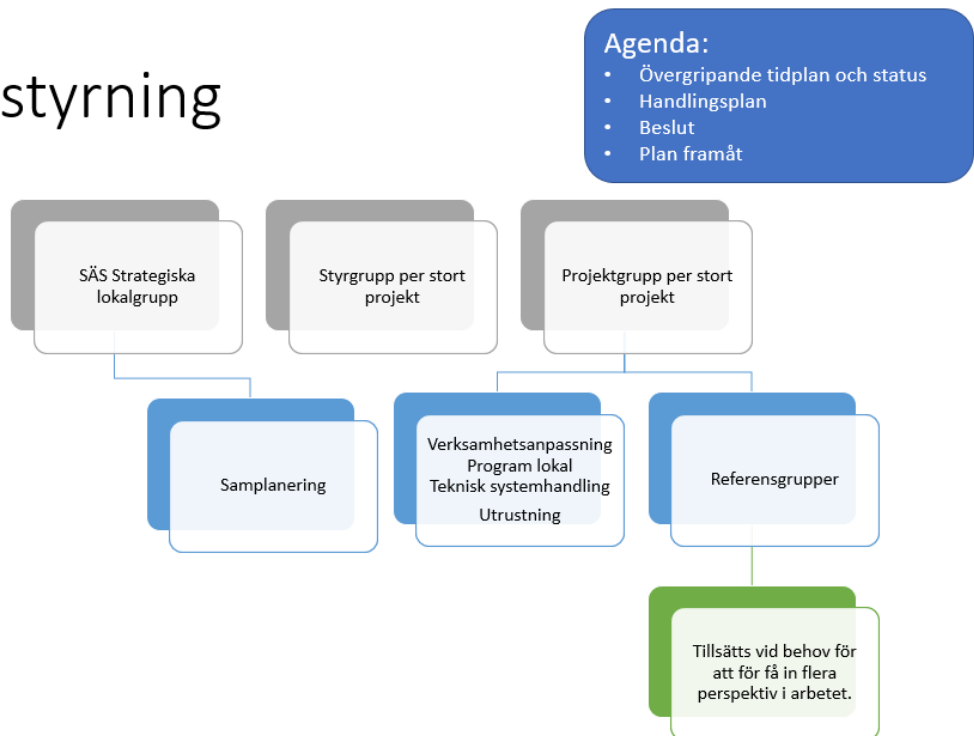 styrning
Agenda:
• Övergripande tidplan och status
• Handlingsplan
• Beslut
• Plan framåt
SÄS Strategiska
lokalgrupp
Styrgrupp per stort
projekt
Projektgrupp per stort
projekt
Samplanering
Verksamhetsanpassning
Program lokal
Teknisk systemhandling
Utrustning
Referensgrupper
Tillsätts vid behov för
att för få in flera
perspektiv i arbetet.